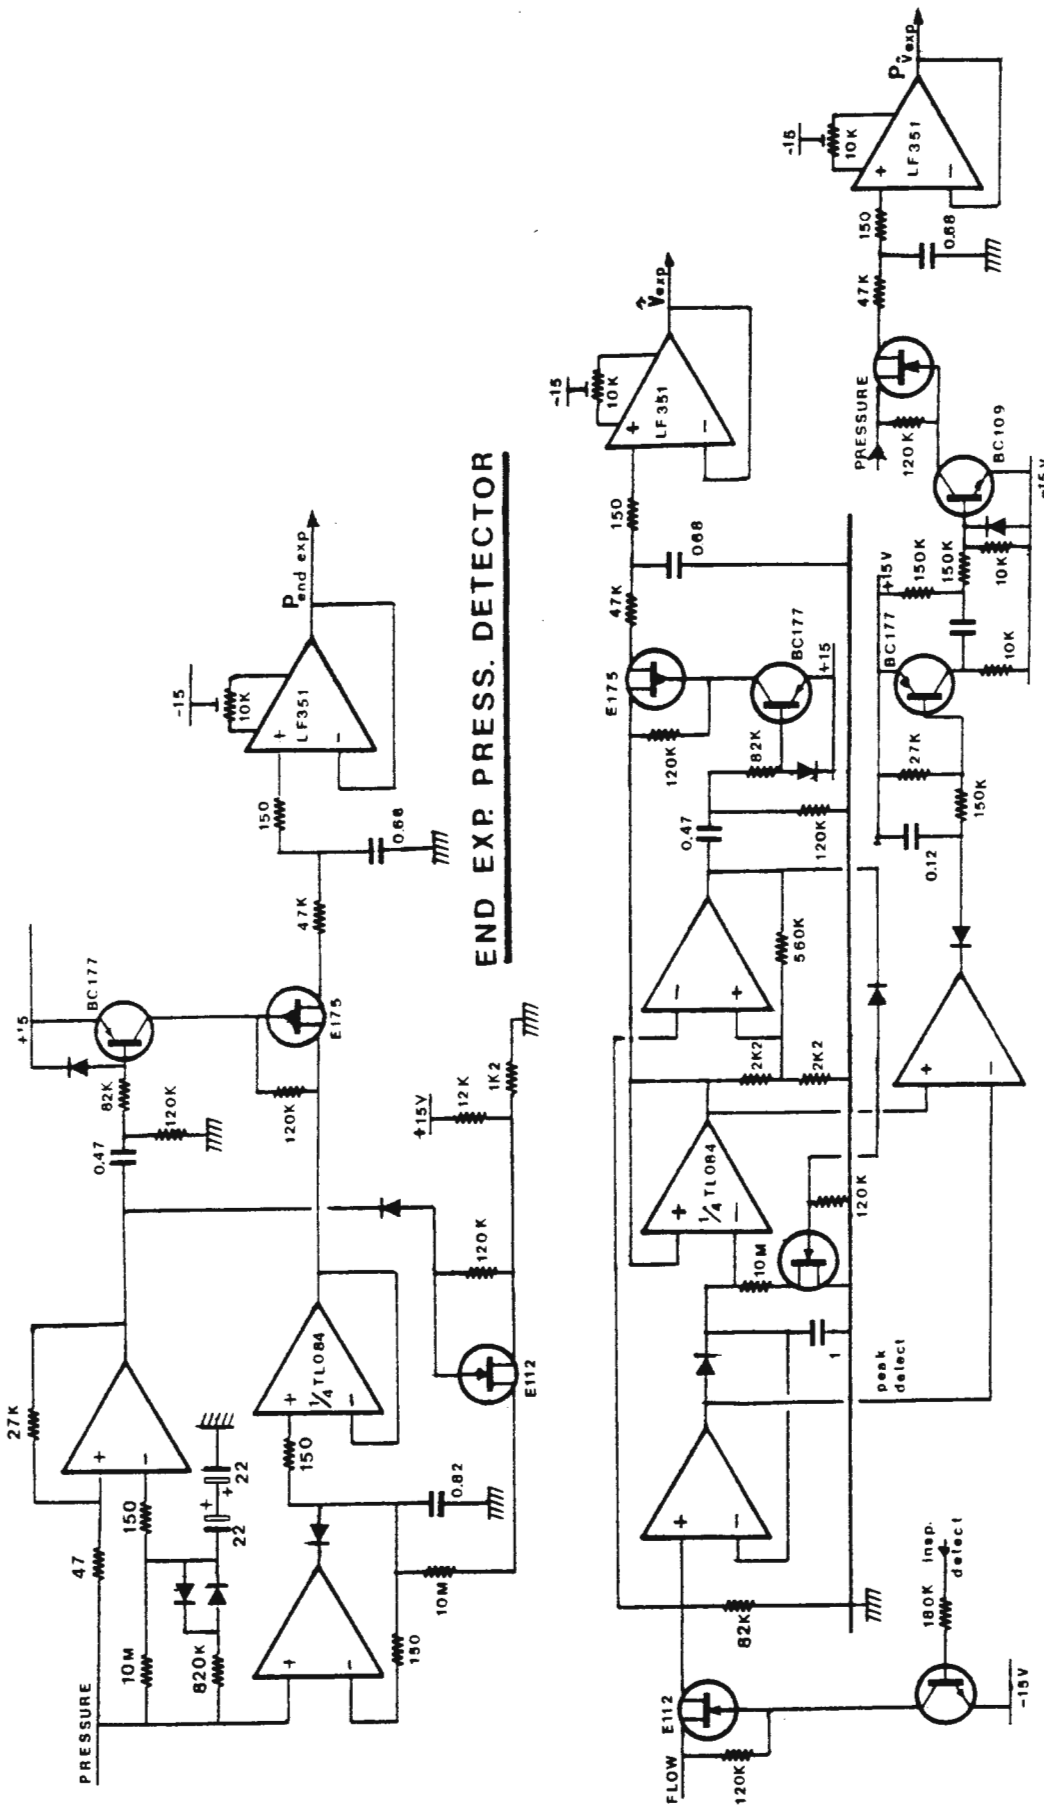 -15
10K
+
LF351
−
P^Vexp
150
0.68
47K
PRESSURE
120K
BC109
-15V
+15V
150K
150K
10K
BC177
10K
27K
150K
0.12
+
−
-15
10K
+
LF351
−
V̂exp
150
0.68
47K
E175
120K
BC177
+15
82K
0.47
120K
560K
−
+
2K2
2K2
+
1/4 TL084
−
120K
10M
1
peak
detect
+
−
82K
180K
insp.
detect
E112
FLOW
120K
-15V
END EXP. PRESS. DETECTOR
Pend exp
-15
10K
+
LF351
−
150
0.68
47K
+15
BC177
E175
82K
120K
0.47
120K
+15V
12K
1K2
120K
E112
27K
+
−
47
150
22
+
+
22
10M
820K
PRESSURE
+
1/4 TL084
−
150
0.82
10M
+
−
150